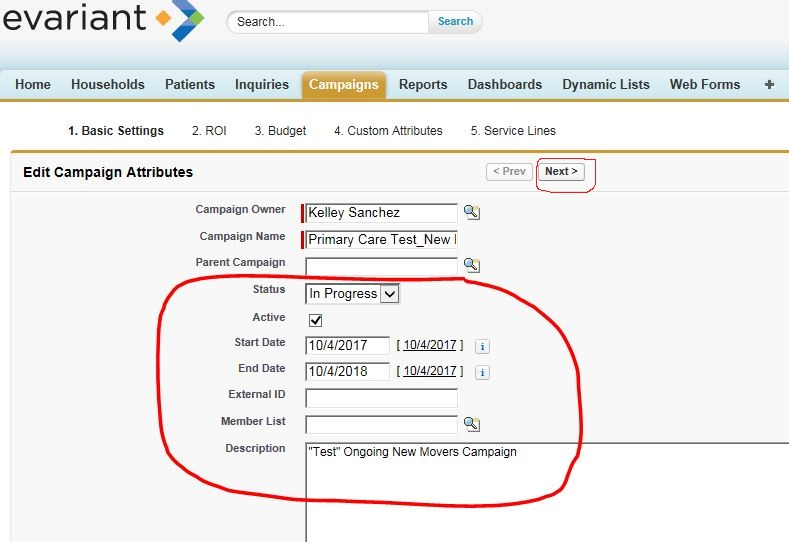 evariant
Search... Search
Home Households Patients Inquiries Campaigns Reports Dashboards Dynamic Lists Web Forms +
1. Basic Settings 2. ROI 3. Budget 4. Custom Attributes 5. Service Lines
Edit Campaign Attributes < Prev Next >
Campaign Owner Kelley Sanchez
Campaign Name Primary Care Test_New
Parent Campaign
Status In Progress
Active
Start Date 10/4/2017 [ 10/4/2017 ] i
End Date 10/4/2018 [ 10/4/2017 ] i
External ID
Member List
Description "Test" Ongoing New Movers Campaign